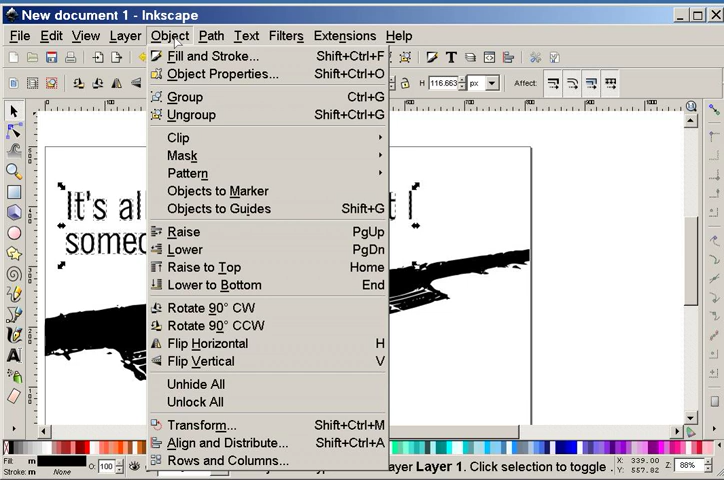 New document 1 - Inkscape
File Edit View Layer Object Path Text Filters Extensions Help
Fill and Stroke... Shift+Ctrl+F
Object Properties... Shift+Ctrl+O
H 116.663 px Affect:
Group Ctrl+G
Ungroup Shift+Ctrl+G
Clip
Mask
Pattern
Objects to Marker
Objects to Guides Shift+G
Raise PgUp
Lower PgDn
Raise to Top Home
Lower to Bottom End
Rotate 90° CW
Rotate 90° CCW
Flip Horizontal H
Flip Vertical V
Unhide All
Unlock All
Transform... Shift+Ctrl+M
Align and Distribute... Shift+Ctrl+A
Rows and Columns...
It's al t I
some
Fill: O: 100 Layer 1. Click selection to toggle X: 339.00 Z: 88%
Stroke: None Y: 557.82